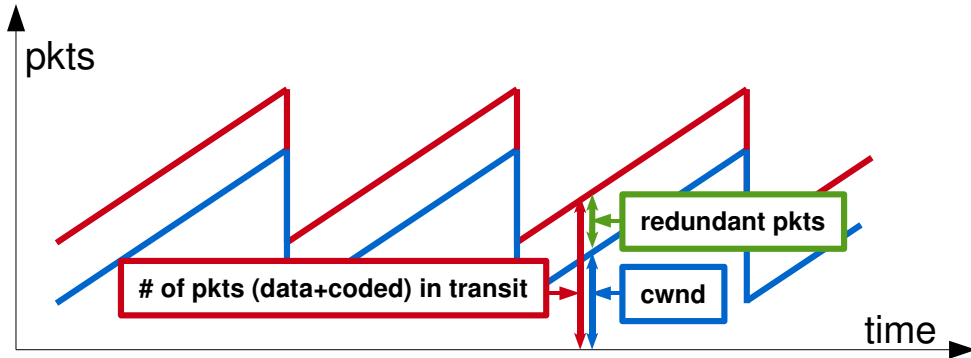 pkts
redundant pkts
# of pkts (data+coded) in transit
cwnd
time